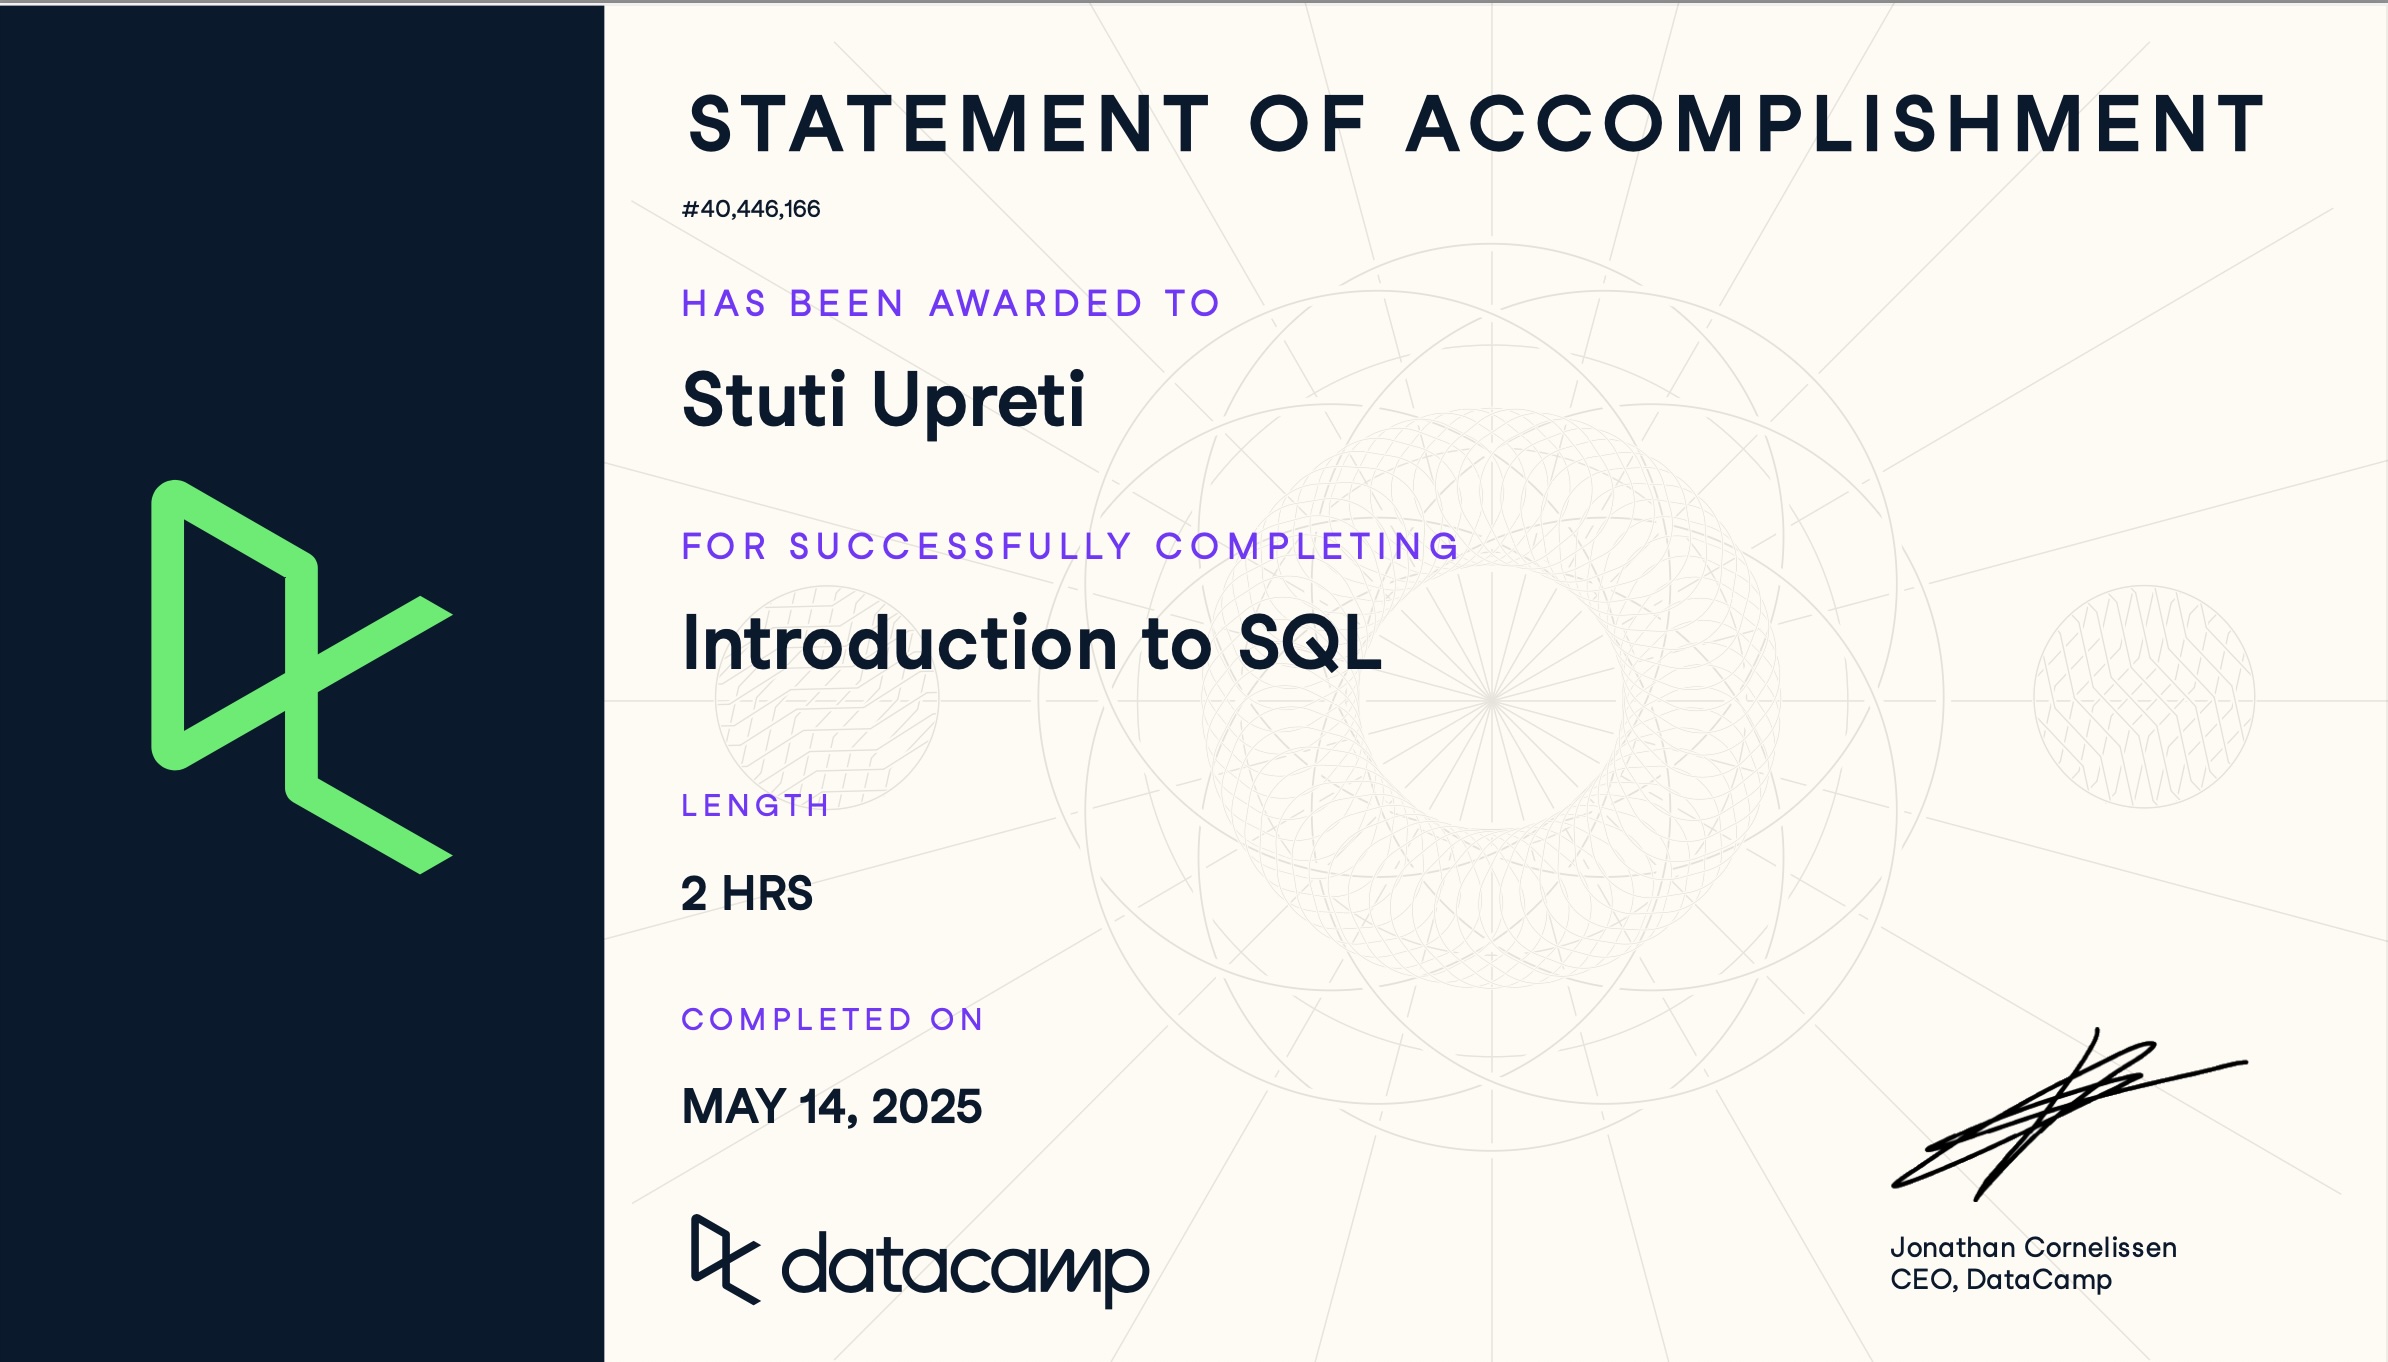 STATEMENT OF ACCOMPLISHMENT
#40,446,166
HAS BEEN AWARDED TO
Stuti Upreti
FOR SUCCESSFULLY COMPLETING
Introduction to SQL
LENGTH
2 HRS
COMPLETED ON
MAY 14, 2025
datacamp
Jonathan Cornelissen
CEO, DataCamp